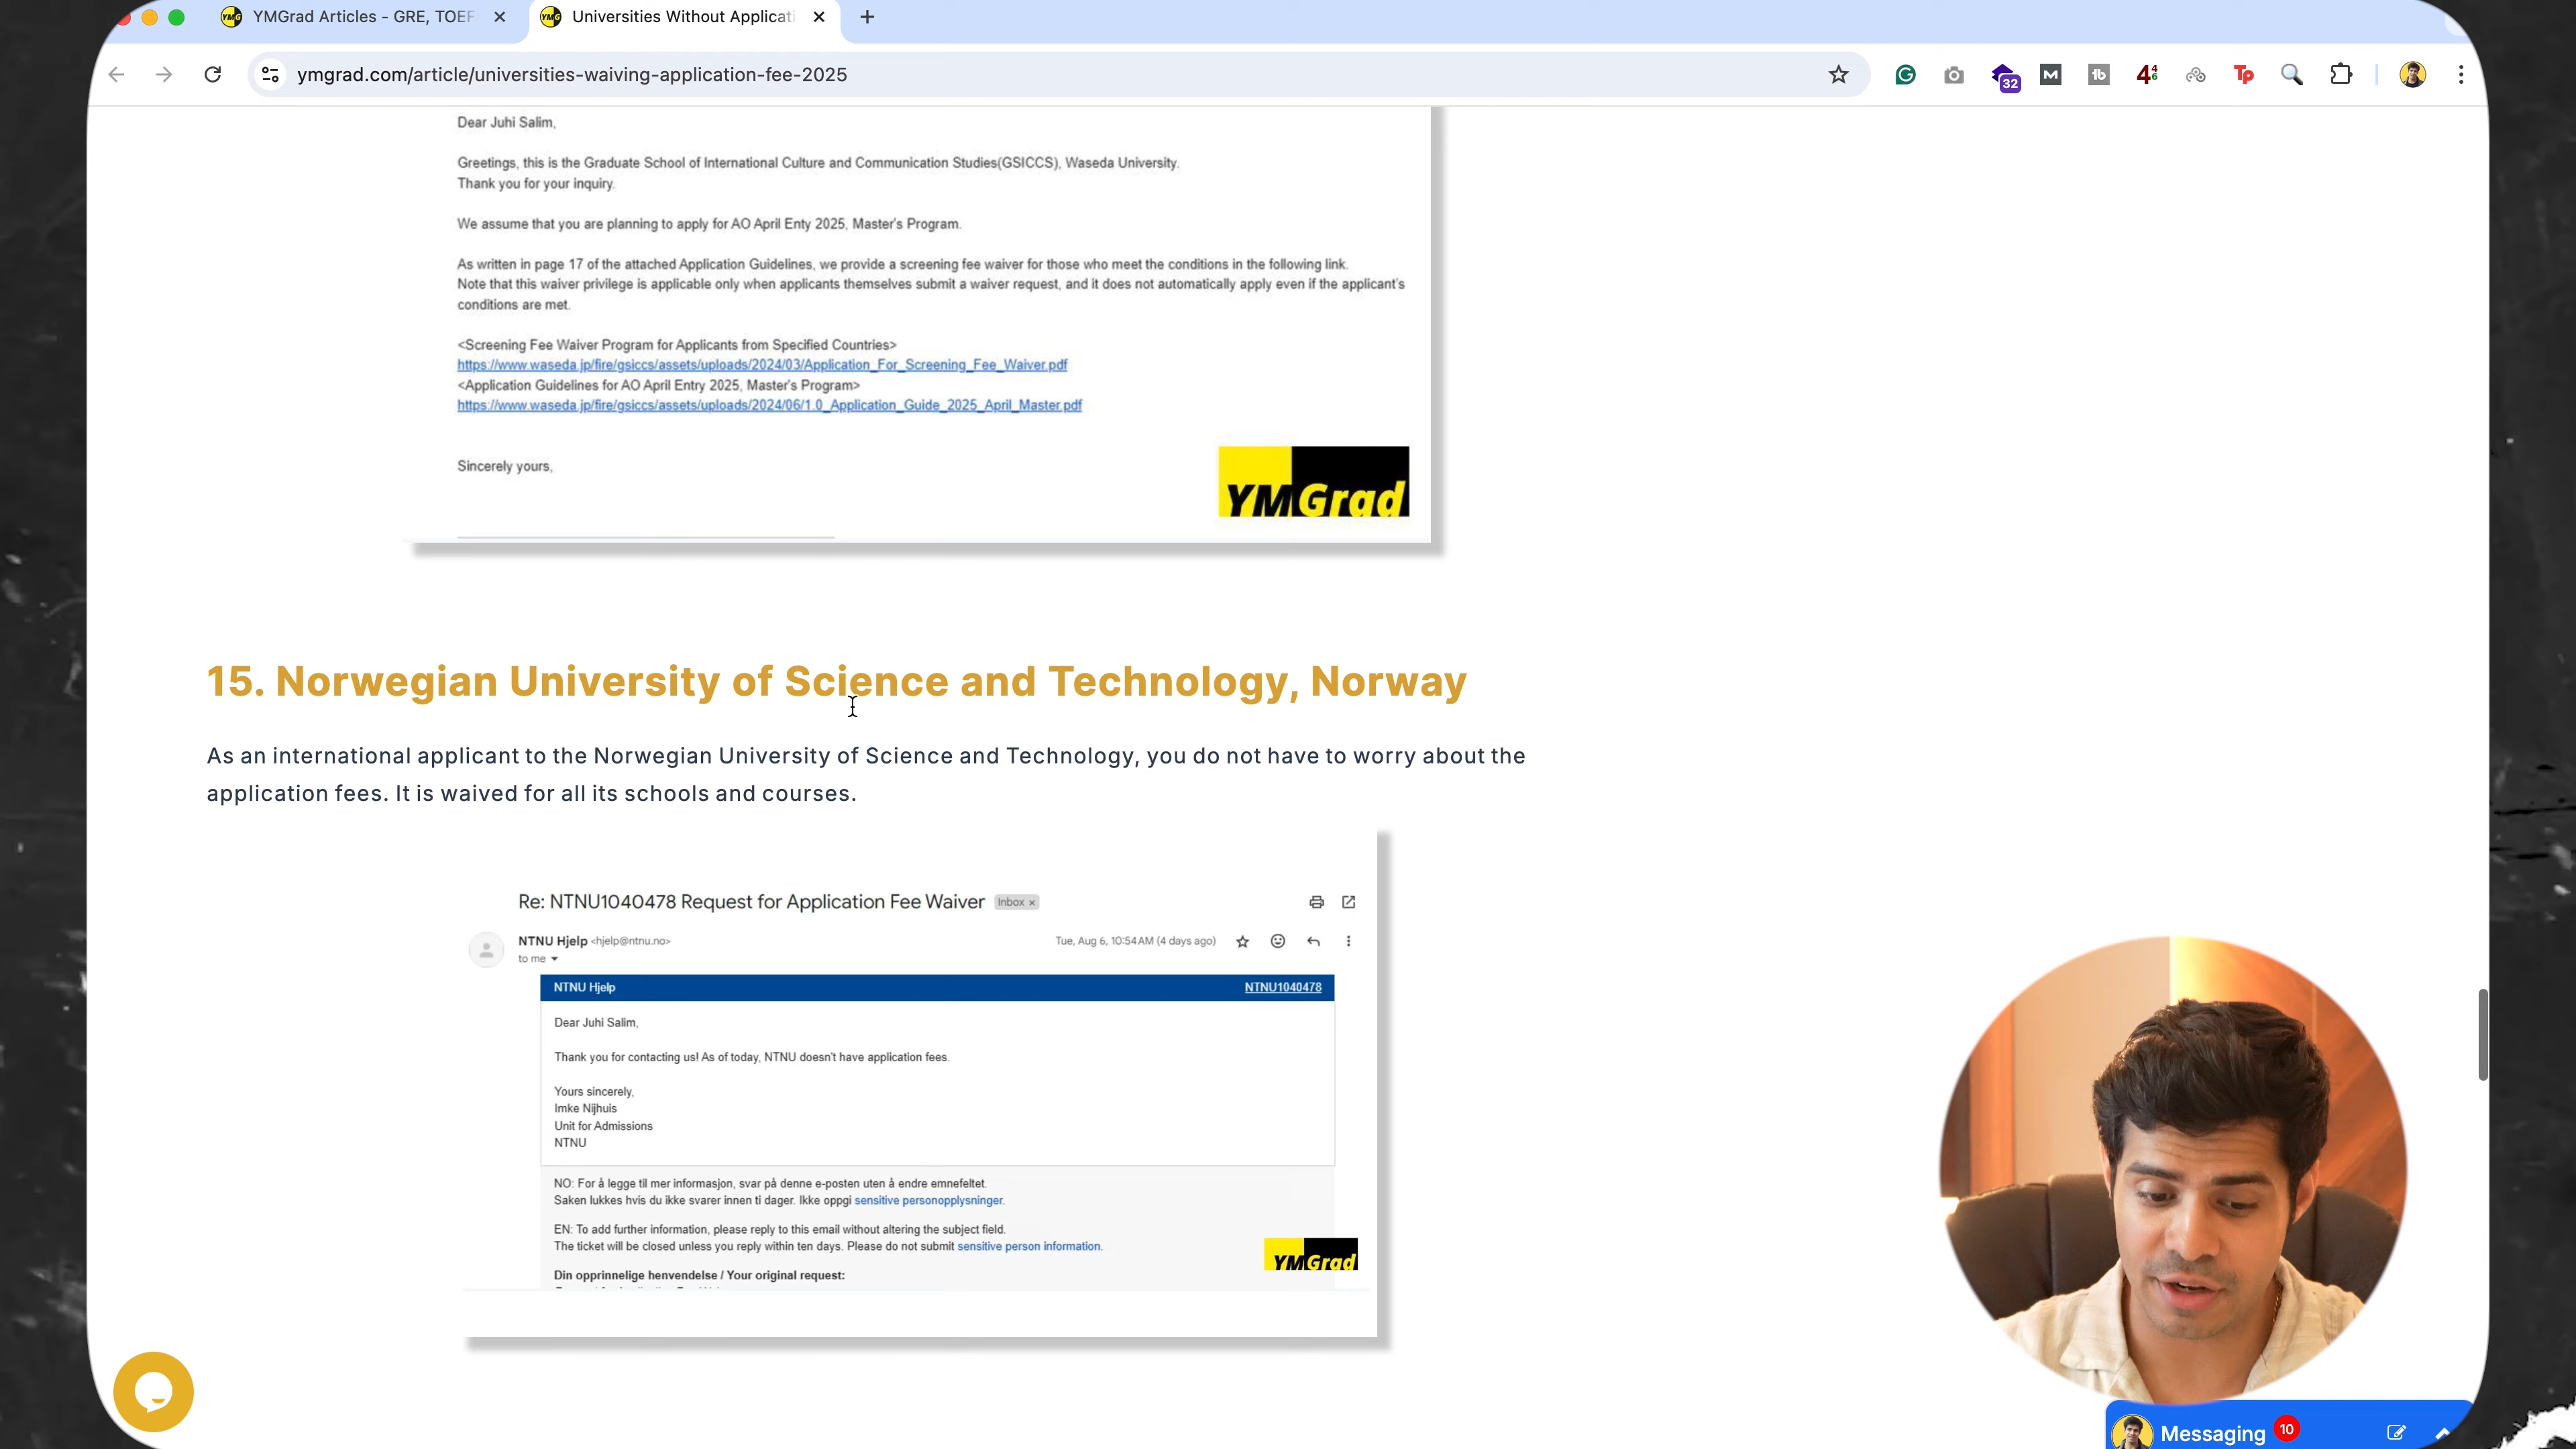 YMGrad Articles - GRE, TOEF
Universities Without Applicati
ymgrad.com/article/universities-waiving-application-fee-2025
32
Dear Juhi Salim,
Greetings, this is the Graduate School of International Culture and Communication Studies(GSICCS), Waseda University.
Thank you for your inquiry.
We assume that you are planning to apply for AO April Enty 2025, Master's Program.
As written in page 17 of the attached Application Guidelines, we provide a screening fee waiver for those who meet the conditions in the following link.
Note that this waiver privilege is applicable only when applicants themselves submit a waiver request, and it does not automatically apply even if the applicant's
conditions are met.
<Screening Fee Waiver Program for Applicants from Specified Countries>
https://www.waseda.jp/fire/gsiccs/assets/uploads/2024/03/Application_For_Screening_Fee_Waiver.pdf
<Application Guidelines for AO April Entry 2025, Master's Program>
https://www.waseda.jp/fire/gsiccs/assets/uploads/2024/06/1.0_Application_Guide_2025_April_Master.pdf
Sincerely yours,
YMGrad
15. Norwegian University of Science and Technology, Norway
As an international applicant to the Norwegian University of Science and Technology, you do not have to worry about the
application fees. It is waived for all its schools and courses.
Re: NTNU1040478 Request for Application Fee Waiver Inbox x
NTNU Hjelp <hjelp@ntnu.no>
Tue, Aug 6, 10:54 AM (4 days ago)
to me
NTNU Hjelp NTNU1040478
Dear Juhi Salim,
Thank you for contacting us! As of today, NTNU doesn't have application fees.
Yours sincerely,
Imke Nijhuis
Unit for Admissions
NTNU
NO: For å legge til mer informasjon, svar på denne e-posten uten å endre emnefeltet.
Saken lukkes hvis du ikke svarer innen ti dager. Ikke oppgi sensitive personopplysninger.
EN: To add further information, please reply to this email without altering the subject field.
The ticket will be closed unless you reply within ten days. Please do not submit sensitive person information.
YMGrad
Din opprinnelige henvendelse / Your original request:
Messaging 10